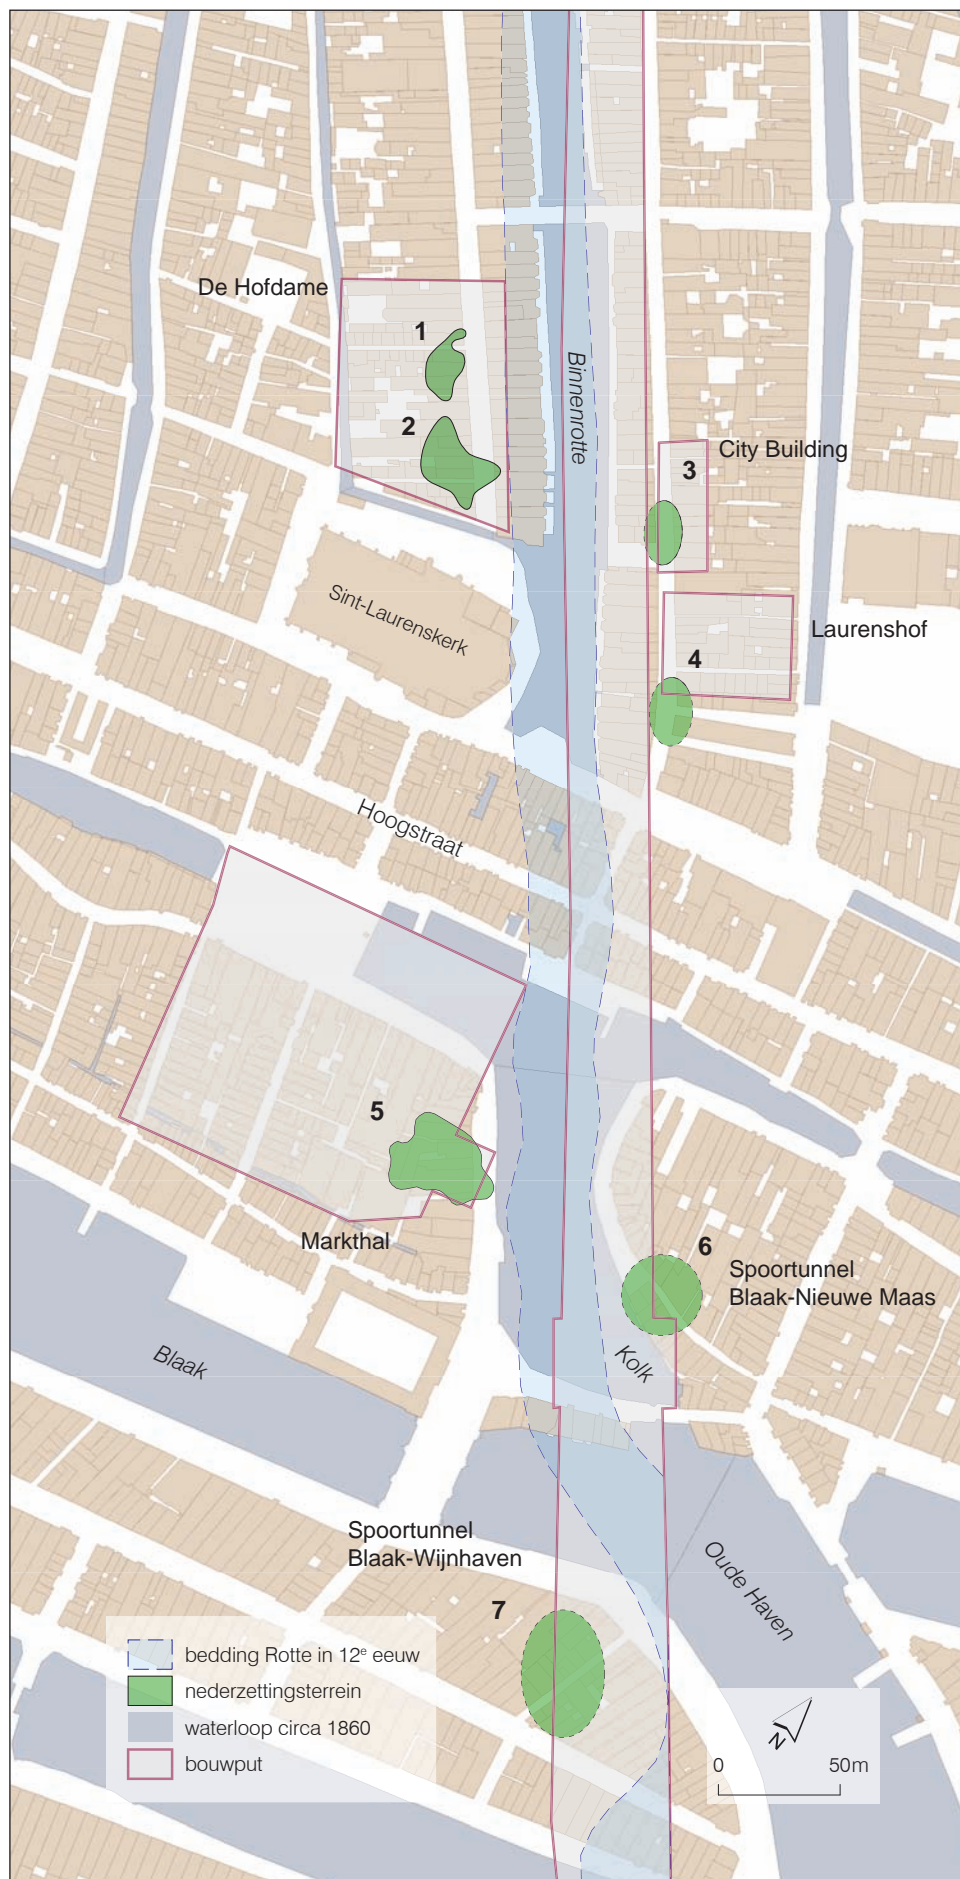 De Hofdame
1
2
Binnenrotte
City Building
3
Sint-Laurenskerk
Laurenshof
4
Hoogstraat
5
Markthal
6
Spoortunnel
Blaak-Nieuwe Maas
Blaak
Kolk
Spoortunnel
Blaak-Wijnhaven
Oude Haven
7
bedding Rotte in 12e eeuw
nederzettingsterrein
waterloop circa 1860
bouwput
N
0 50m